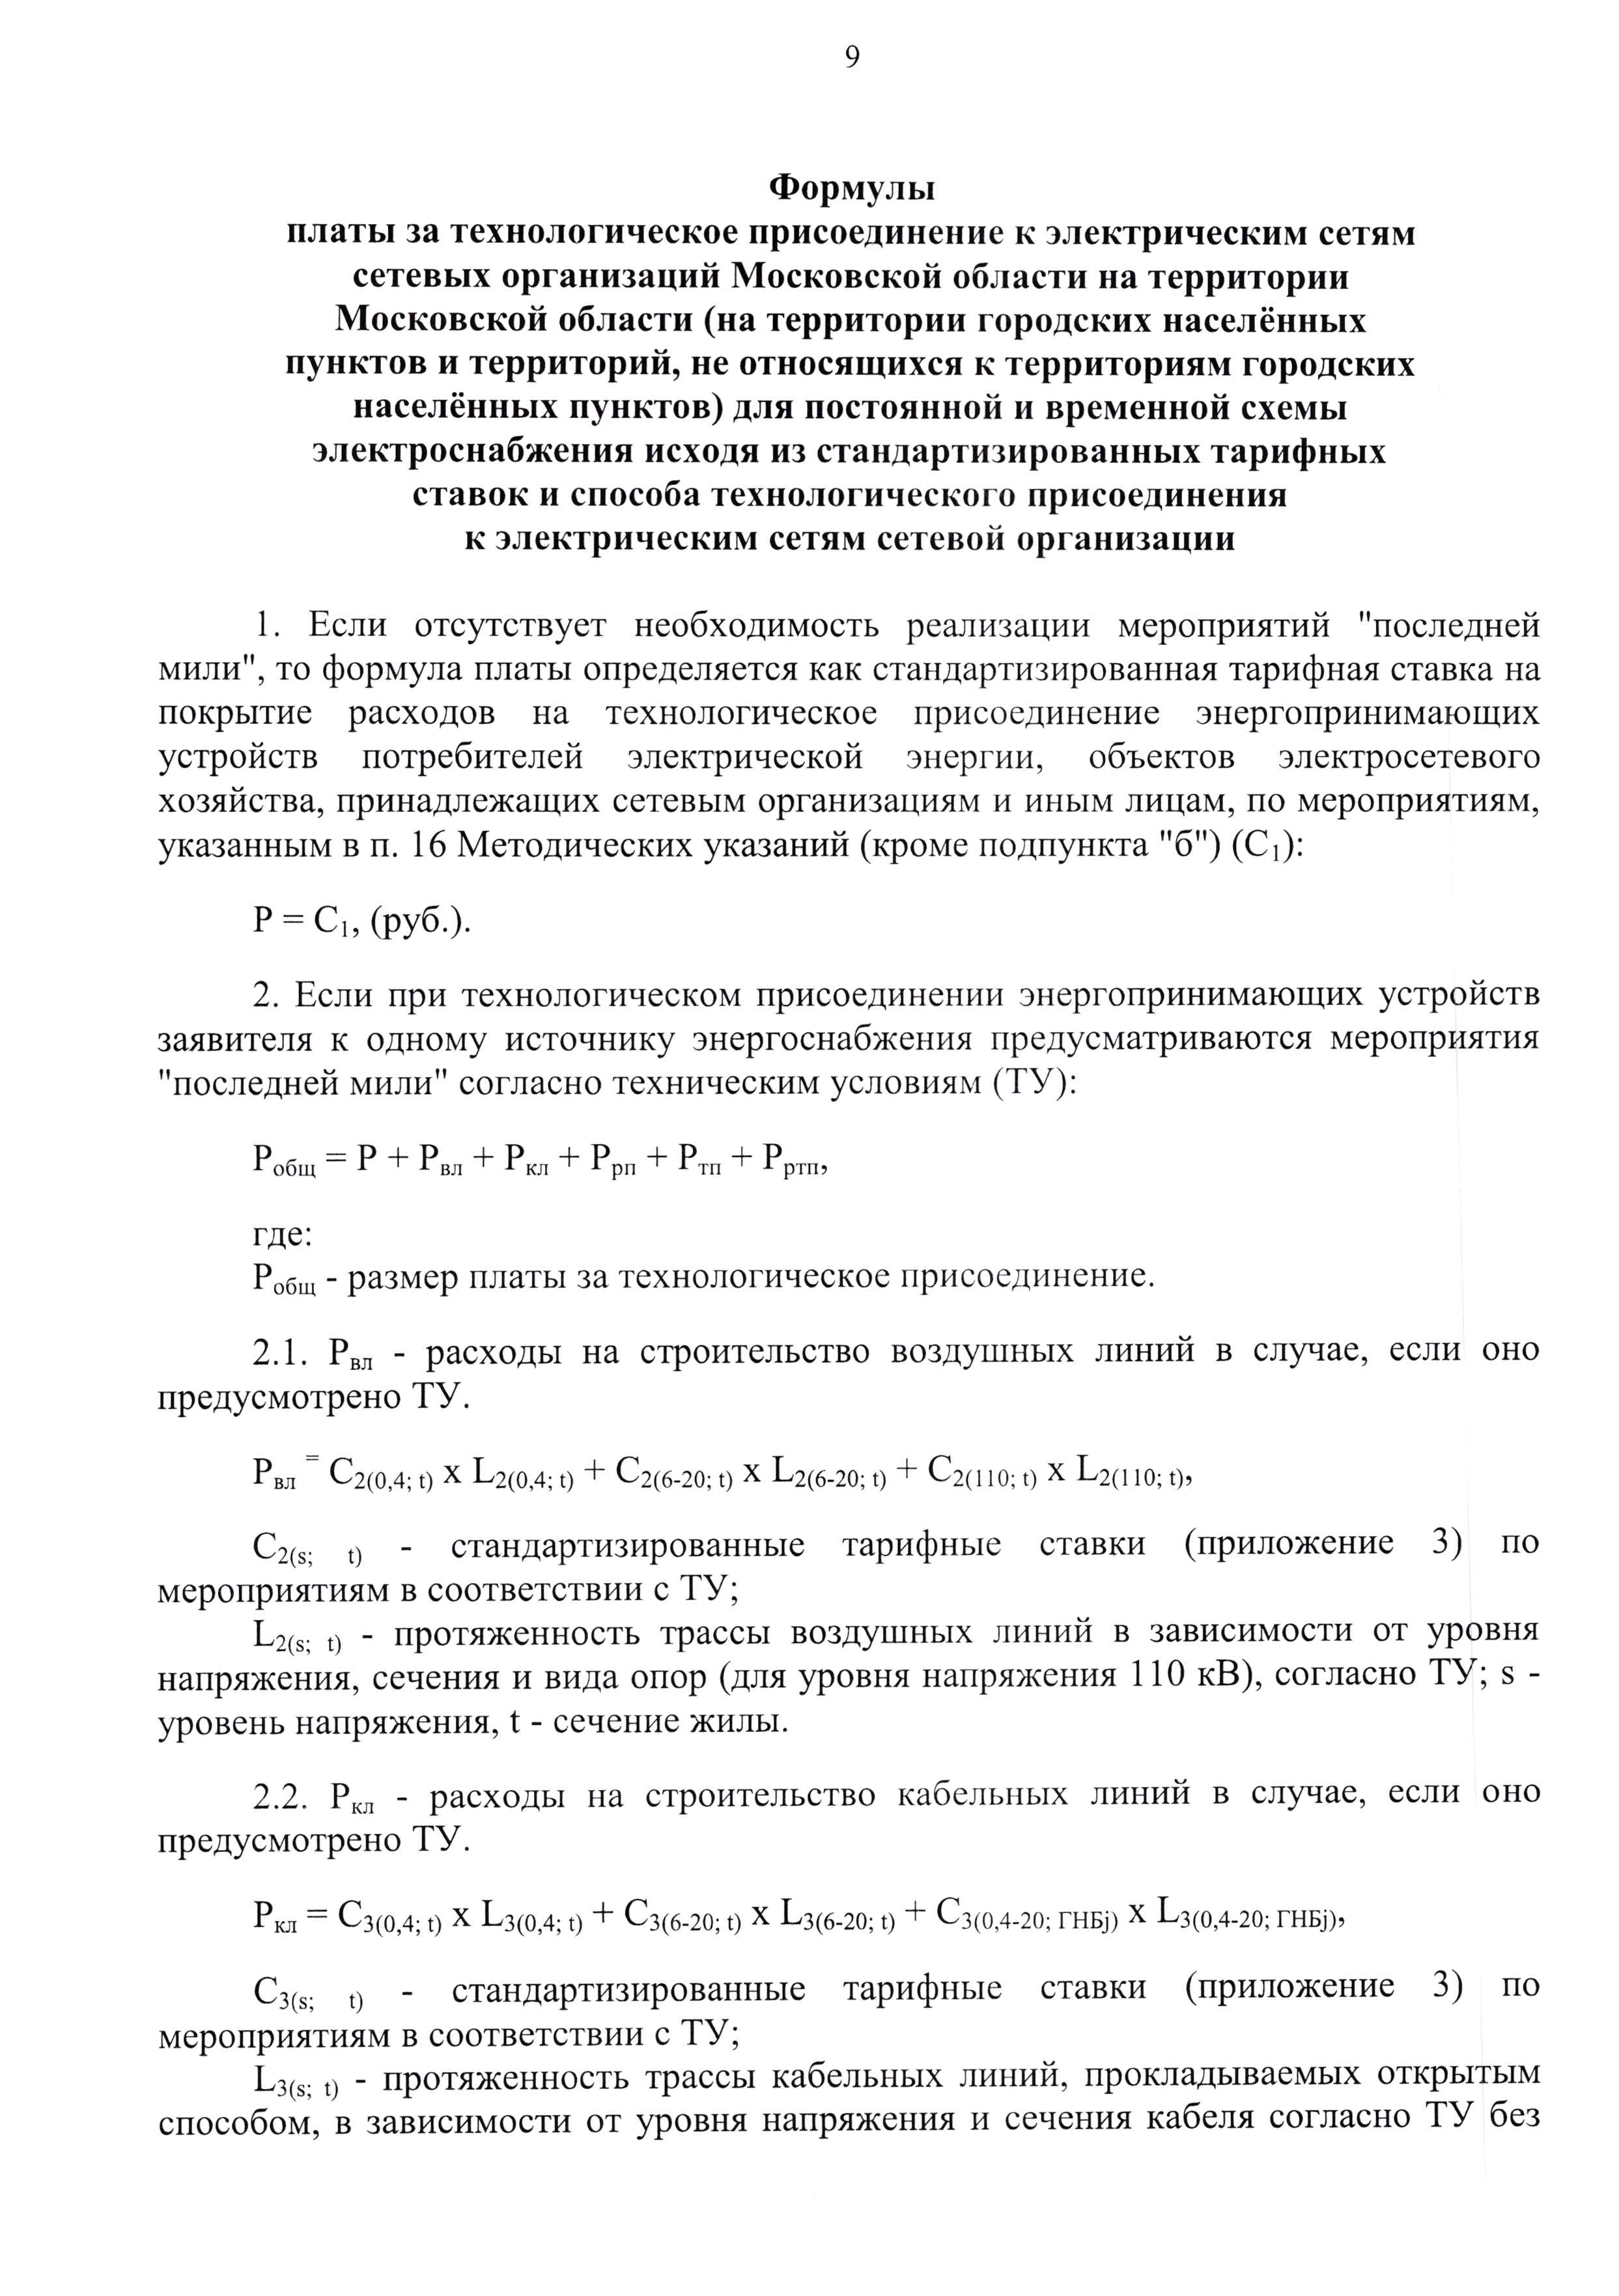 9
Формулы
платы за технологическое присоединение к электрическим сетям
сетевых организаций Московской области на территории
Московской области (на территории городских населённых
пунктов и территорий, не относящихся к территориям городских
населённых пунктов) для постоянной и временной схемы
электроснабжения исходя из стандартизированных тарифных
ставок и способа технологического присоединения
к электрическим сетям сетевой организации
1. Если отсутствует необходимость реализации мероприятий "последней
мили", то формула платы определяется как стандартизированная тарифная ставка на
покрытие расходов на технологическое присоединение энергопринимающих
устройств потребителей электрической энергии, объектов электросетевого
хозяйства, принадлежащих сетевым организациям и иным лицам, по мероприятиям,
указанным в п. 16 Методических указаний (кроме подпункта "б") (С1):
Р = С1, (руб.).
2. Если при технологическом присоединении энергопринимающих устройств
заявителя к одному источнику энергоснабжения предусматриваются мероприятия
"последней мили" согласно техническим условиям (ТУ):
Робщ = Р + Рвл + Ркл + Ррп + Ртп + Рртп,
где:
Робщ - размер платы за технологическое присоединение.
2.1. Рвл - расходы на строительство воздушных линий в случае, если оно
предусмотрено ТУ.
Рвл = С2(0,4; t) х L2(0,4; t) + С2(6-20; t) х L2(6-20; t) + С2(110; t) х L2(110; t),
С2(s; t) - стандартизированные тарифные ставки (приложение 3) по
мероприятиям в соответствии с ТУ;
L2(s; t) - протяженность трассы воздушных линий в зависимости от уровня
напряжения, сечения и вида опор (для уровня напряжения 110 кВ), согласно ТУ; s -
уровень напряжения, t - сечение жилы.
2.2. Ркл - расходы на строительство кабельных линий в случае, если оно
предусмотрено ТУ.
Ркл = С3(0,4; t) х L3(0,4; t) + С3(6-20; t) х L3(6-20; t) + С3(0,4-20; ГНБj) х L3(0,4-20; ГНБj),
С3(s; t) - стандартизированные тарифные ставки (приложение 3) по
мероприятиям в соответствии с ТУ;
L3(s; t) - протяженность трассы кабельных линий, прокладываемых открытым
способом, в зависимости от уровня напряжения и сечения кабеля согласно ТУ без